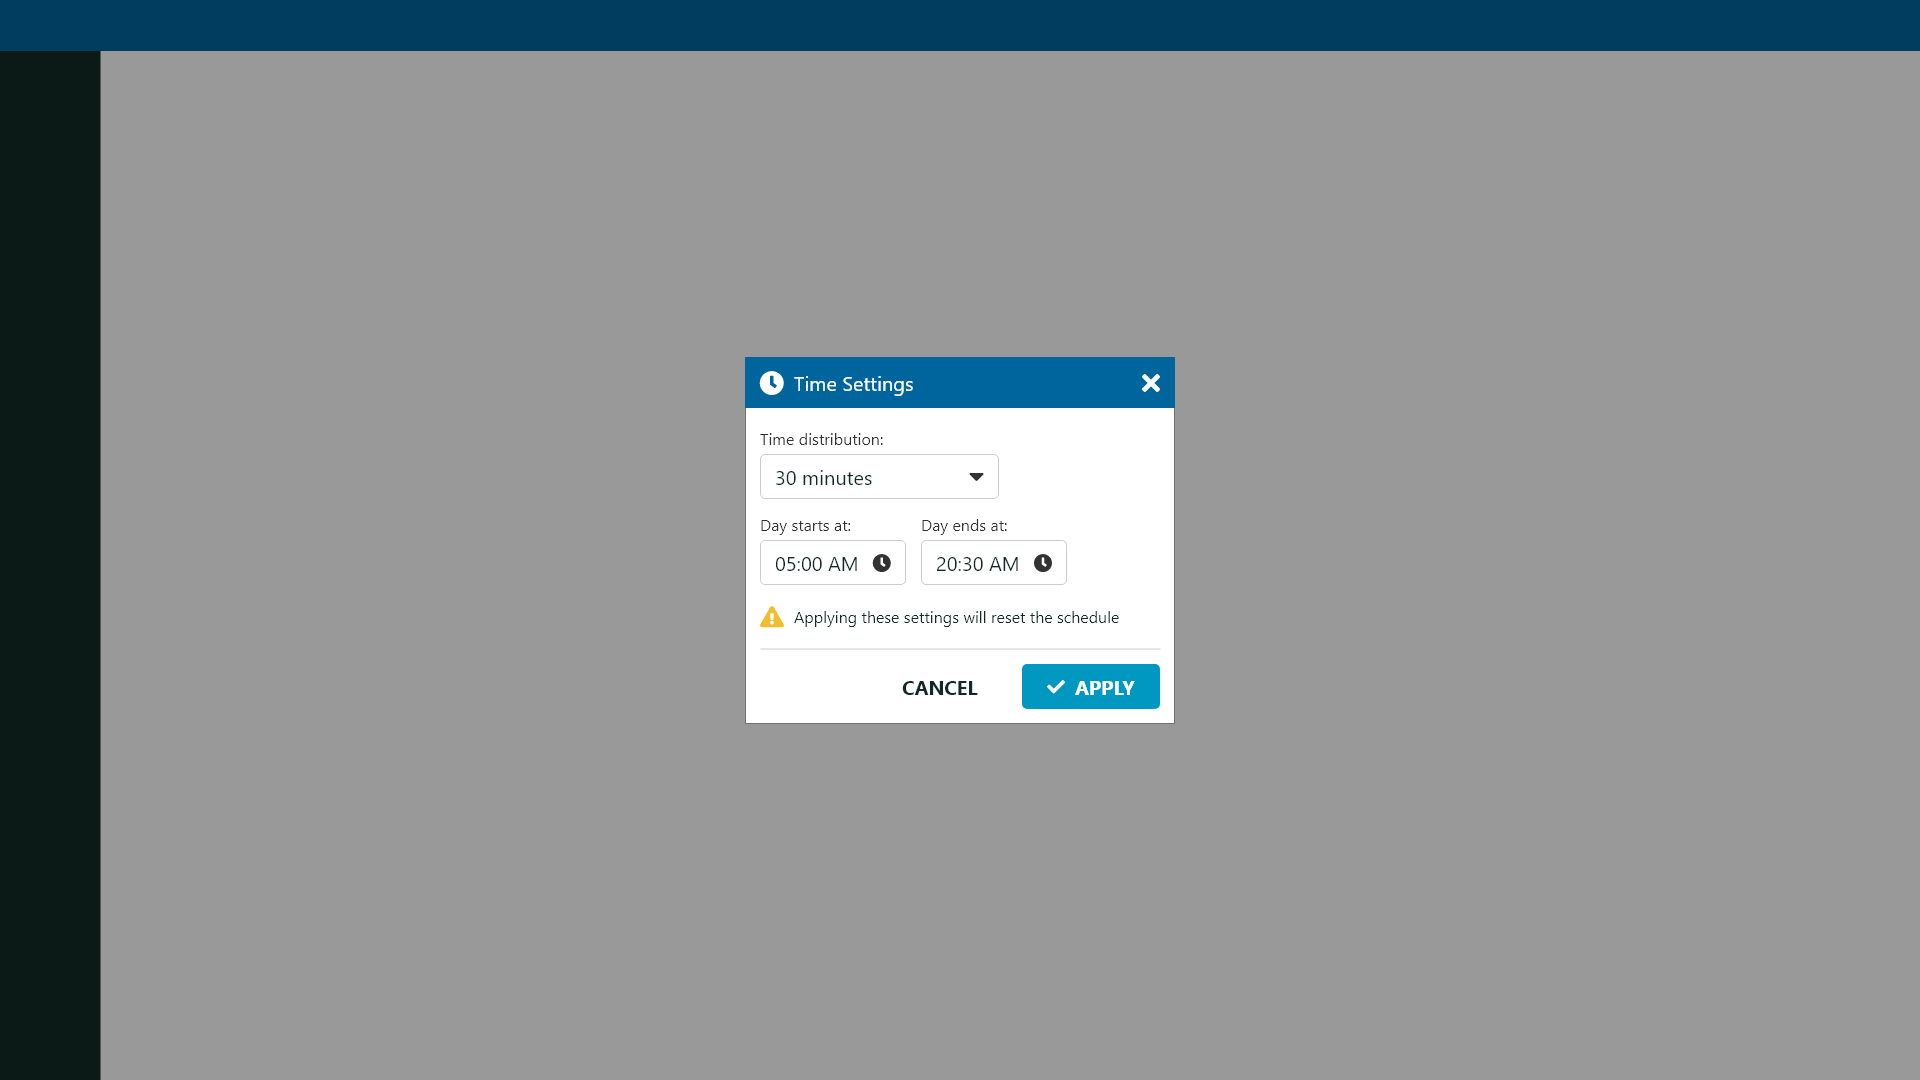 Time Settings
Time distribution:
30 minutes
Day starts at: Day ends at:
05:00 AM 20:30 AM
Applying these settings will reset the schedule
CANCEL APPLY